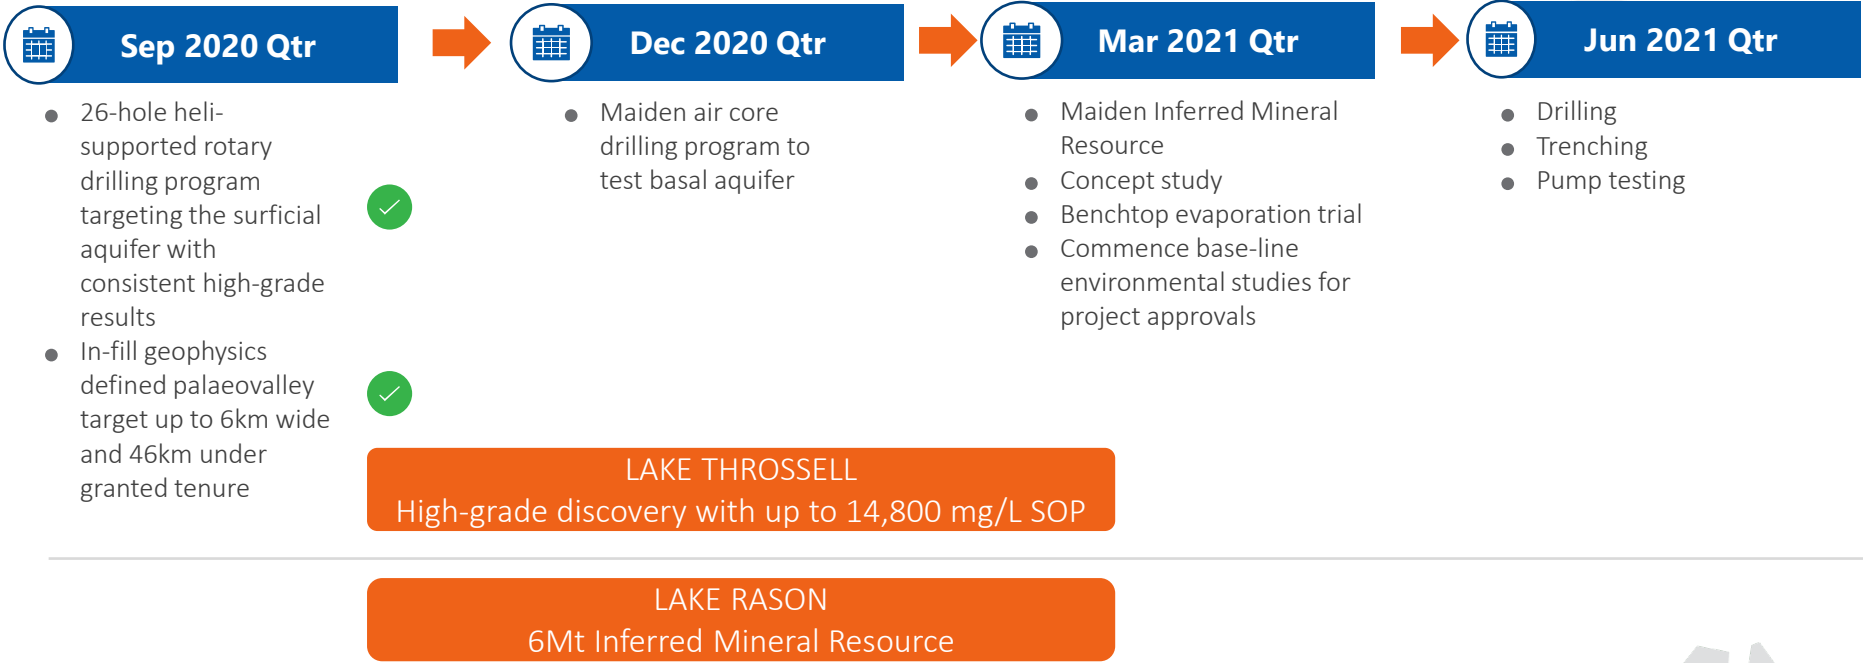 Sep 2020 Qtr
26-hole heli-
supported rotary
drilling program
targeting the surficial
aquifer with
consistent high-grade
results
In-fill geophysics
defined palaeovalley
target up to 6km wide
and 46km under
granted tenure
Dec 2020 Qtr
Maiden air core
drilling program to
test basal aquifer
Mar 2021 Qtr
Maiden Inferred Mineral
Resource
Concept study
Benchtop evaporation trial
Commence base-line
environmental studies for
project approvals
Jun 2021 Qtr
Drilling
Trenching
Pump testing
LAKE THROSSELL
High-grade discovery with up to 14,800 mg/L SOP
LAKE RASON
6Mt Inferred Mineral Resource